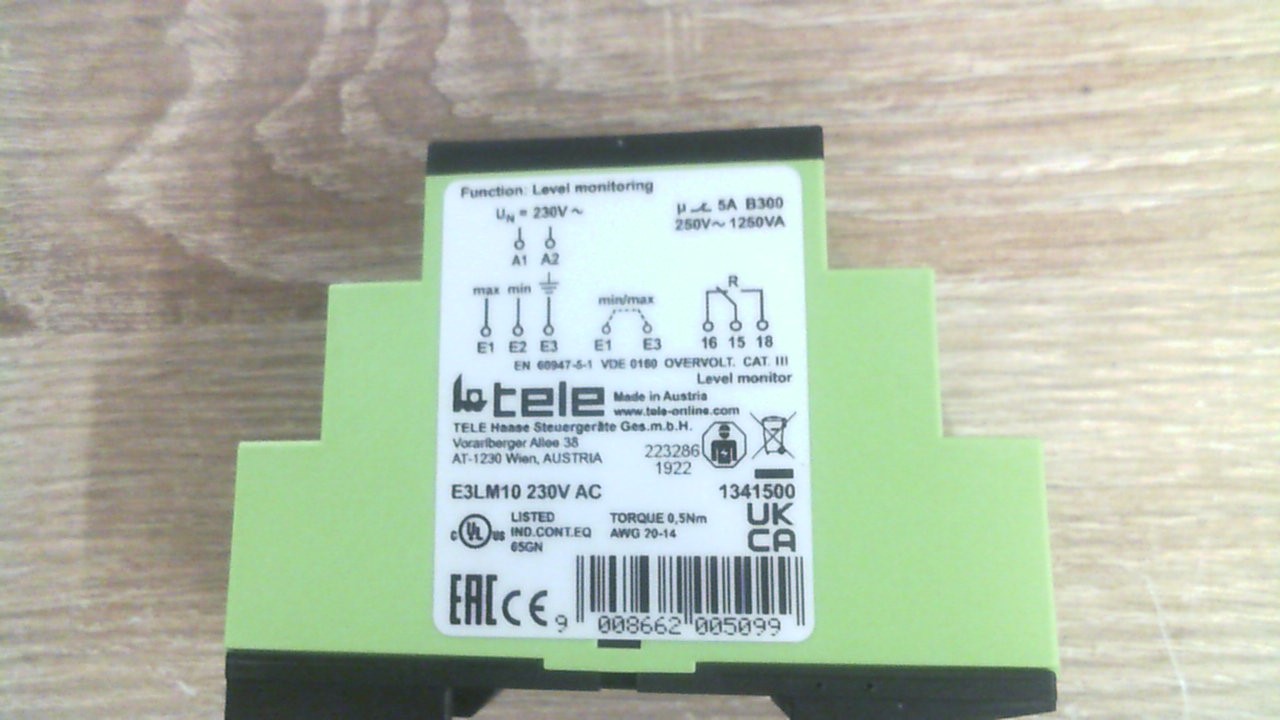 Function: Level monitoring
UN = 230V ~
µ 5A B300
250V~ 1250VA
A1 A2
max min
min/max
R
E1 E2 E3
E1 E3
16 15 18
EN 60947-5-1 VDE 0160 OVERVOLT. CAT. III
Level monitor
tele
Made in Austria
www.tele-online.com
TELE Haase Steuergeräte Ges.m.b.H.
Vorarlberger Allee 38
AT-1230 Wien, AUSTRIA
223286
1922
E3LM10 230V AC
1341500
c UL us
LISTED
IND.CONT.EQ
65GN
TORQUE 0,5Nm
AWG 20-14
UK
CA
EAC CE
9 008662 005099